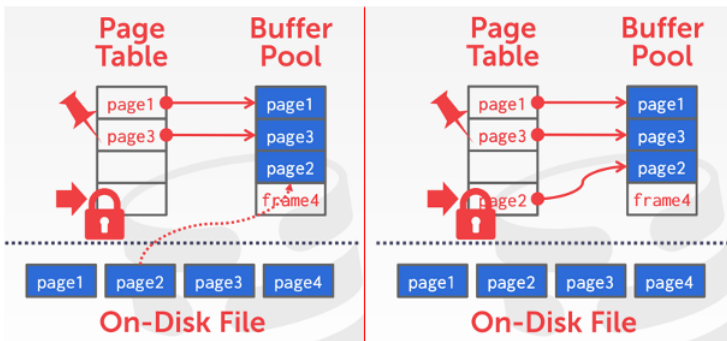 Page Table
Buffer Pool
page1
page1
page3
page3
page2
frame4
page1
page2
page3
page4
On-Disk File
Page Table
Buffer Pool
page1
page1
page3
page3
page2
page2
frame4
page1
page2
page3
page4
On-Disk File